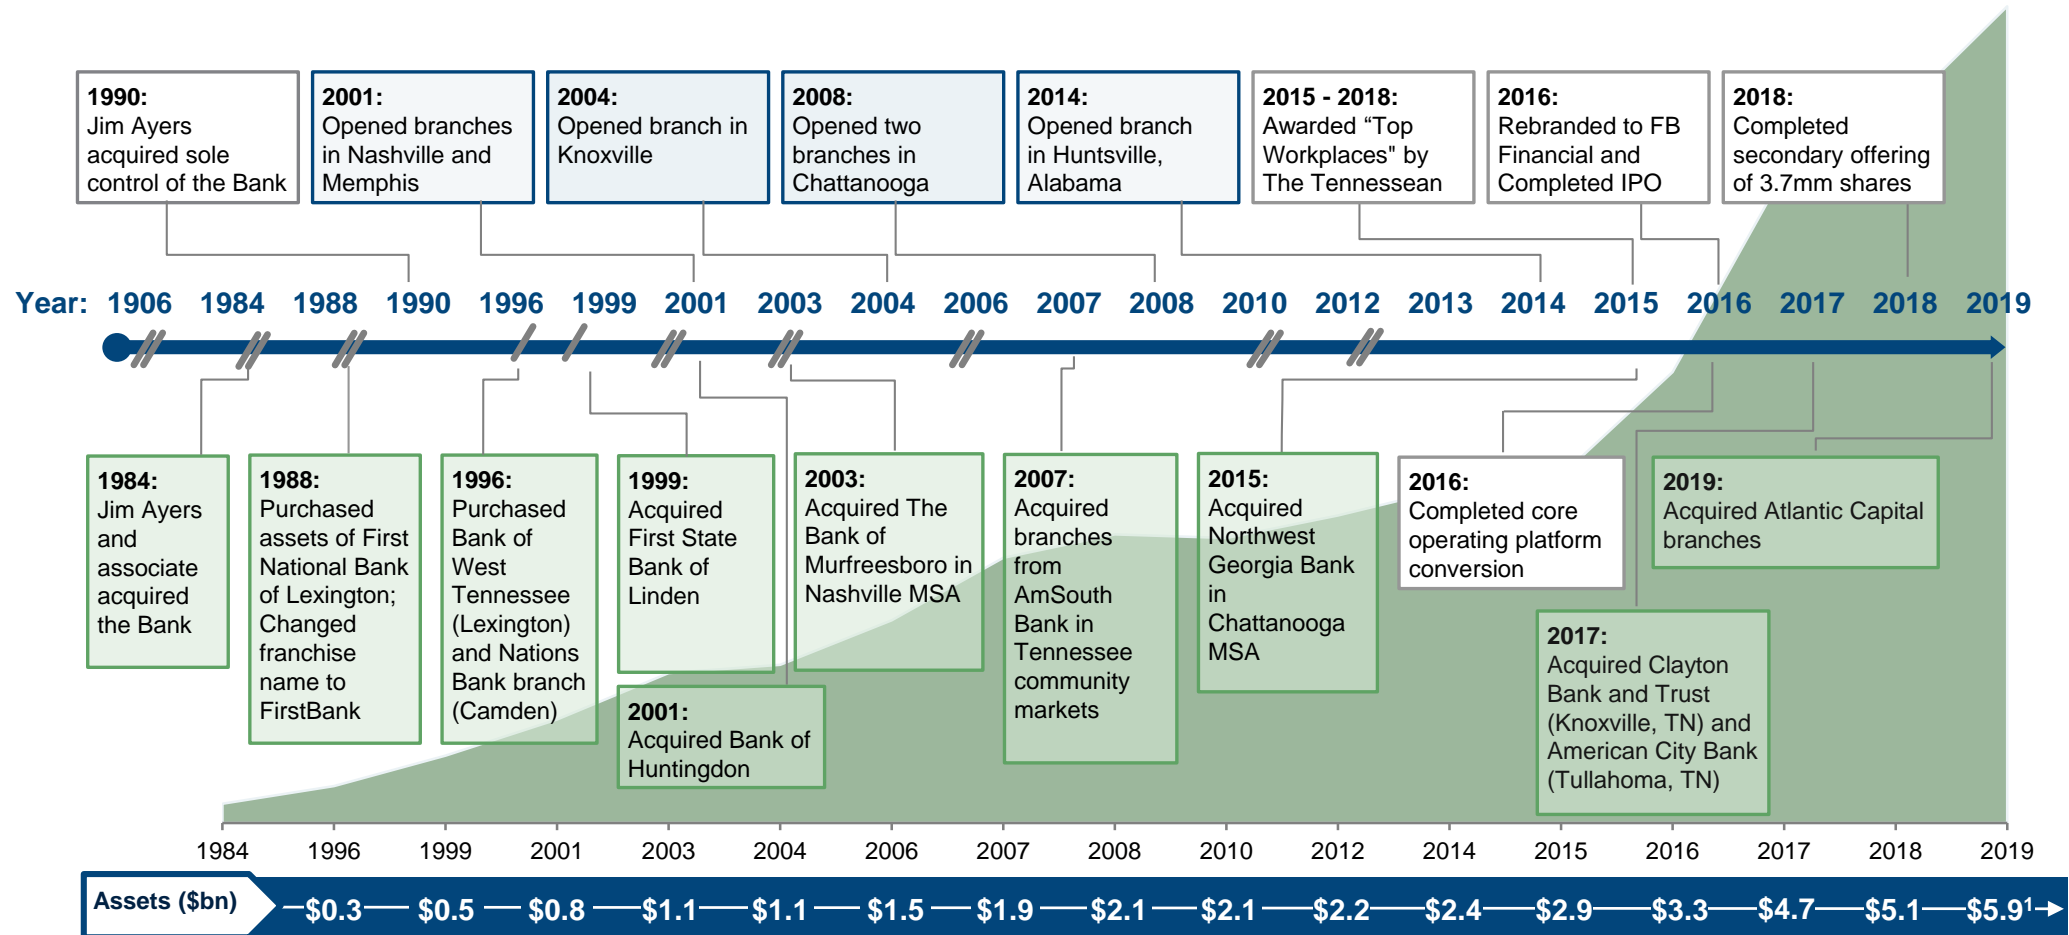 1990:
Jim Ayers
acquired sole
control of the Bank
2001:
Opened branches
in Nashville and
Memphis
2004:
Opened branch in
Knoxville
2008:
Opened two
branches in
Chattanooga
2014:
Opened branch
in Huntsville,
Alabama
2015 - 2018:
Awarded “Top
Workplaces" by
The Tennessean
2016:
Rebranded to FB
Financial and
Completed IPO
2018:
Completed
secondary offering
of 3.7mm shares
Year: 1906 1984 1988 1990 1996 1999 2001 2003 2004 2006 2007 2008 2010 2012 2013 2014 2015 2016 2017 2018 2019
1984:
Jim Ayers
and
associate
acquired
the Bank
1988:
Purchased
assets of First
National Bank
of Lexington;
Changed
franchise
name to
FirstBank
1996:
Purchased
Bank of
West
Tennessee
(Lexington)
and Nations
Bank branch
(Camden)
1999:
Acquired
First State
Bank of
Linden
2001:
Acquired Bank of
Huntingdon
2003:
Acquired The
Bank of
Murfreesboro in
Nashville MSA
2007:
Acquired
branches
from
AmSouth
Bank in
Tennessee
community
markets
2015:
Acquired
Northwest
Georgia Bank
in
Chattanooga
MSA
2016:
Completed core
operating platform
conversion
2017:
Acquired Clayton
Bank and Trust
(Knoxville, TN) and
American City Bank
(Tullahoma, TN)
2019:
Acquired Atlantic Capital
branches
1984 1996 1999 2001 2003 2004 2006 2007 2008 2010 2012 2014 2015 2016 2017 2018 2019
Assets ($bn) $0.3 $0.5 $0.8 $1.1 $1.1 $1.5 $1.9 $2.1 $2.1 $2.2 $2.4 $2.9 $3.3 $4.7 $5.1 $5.9¹